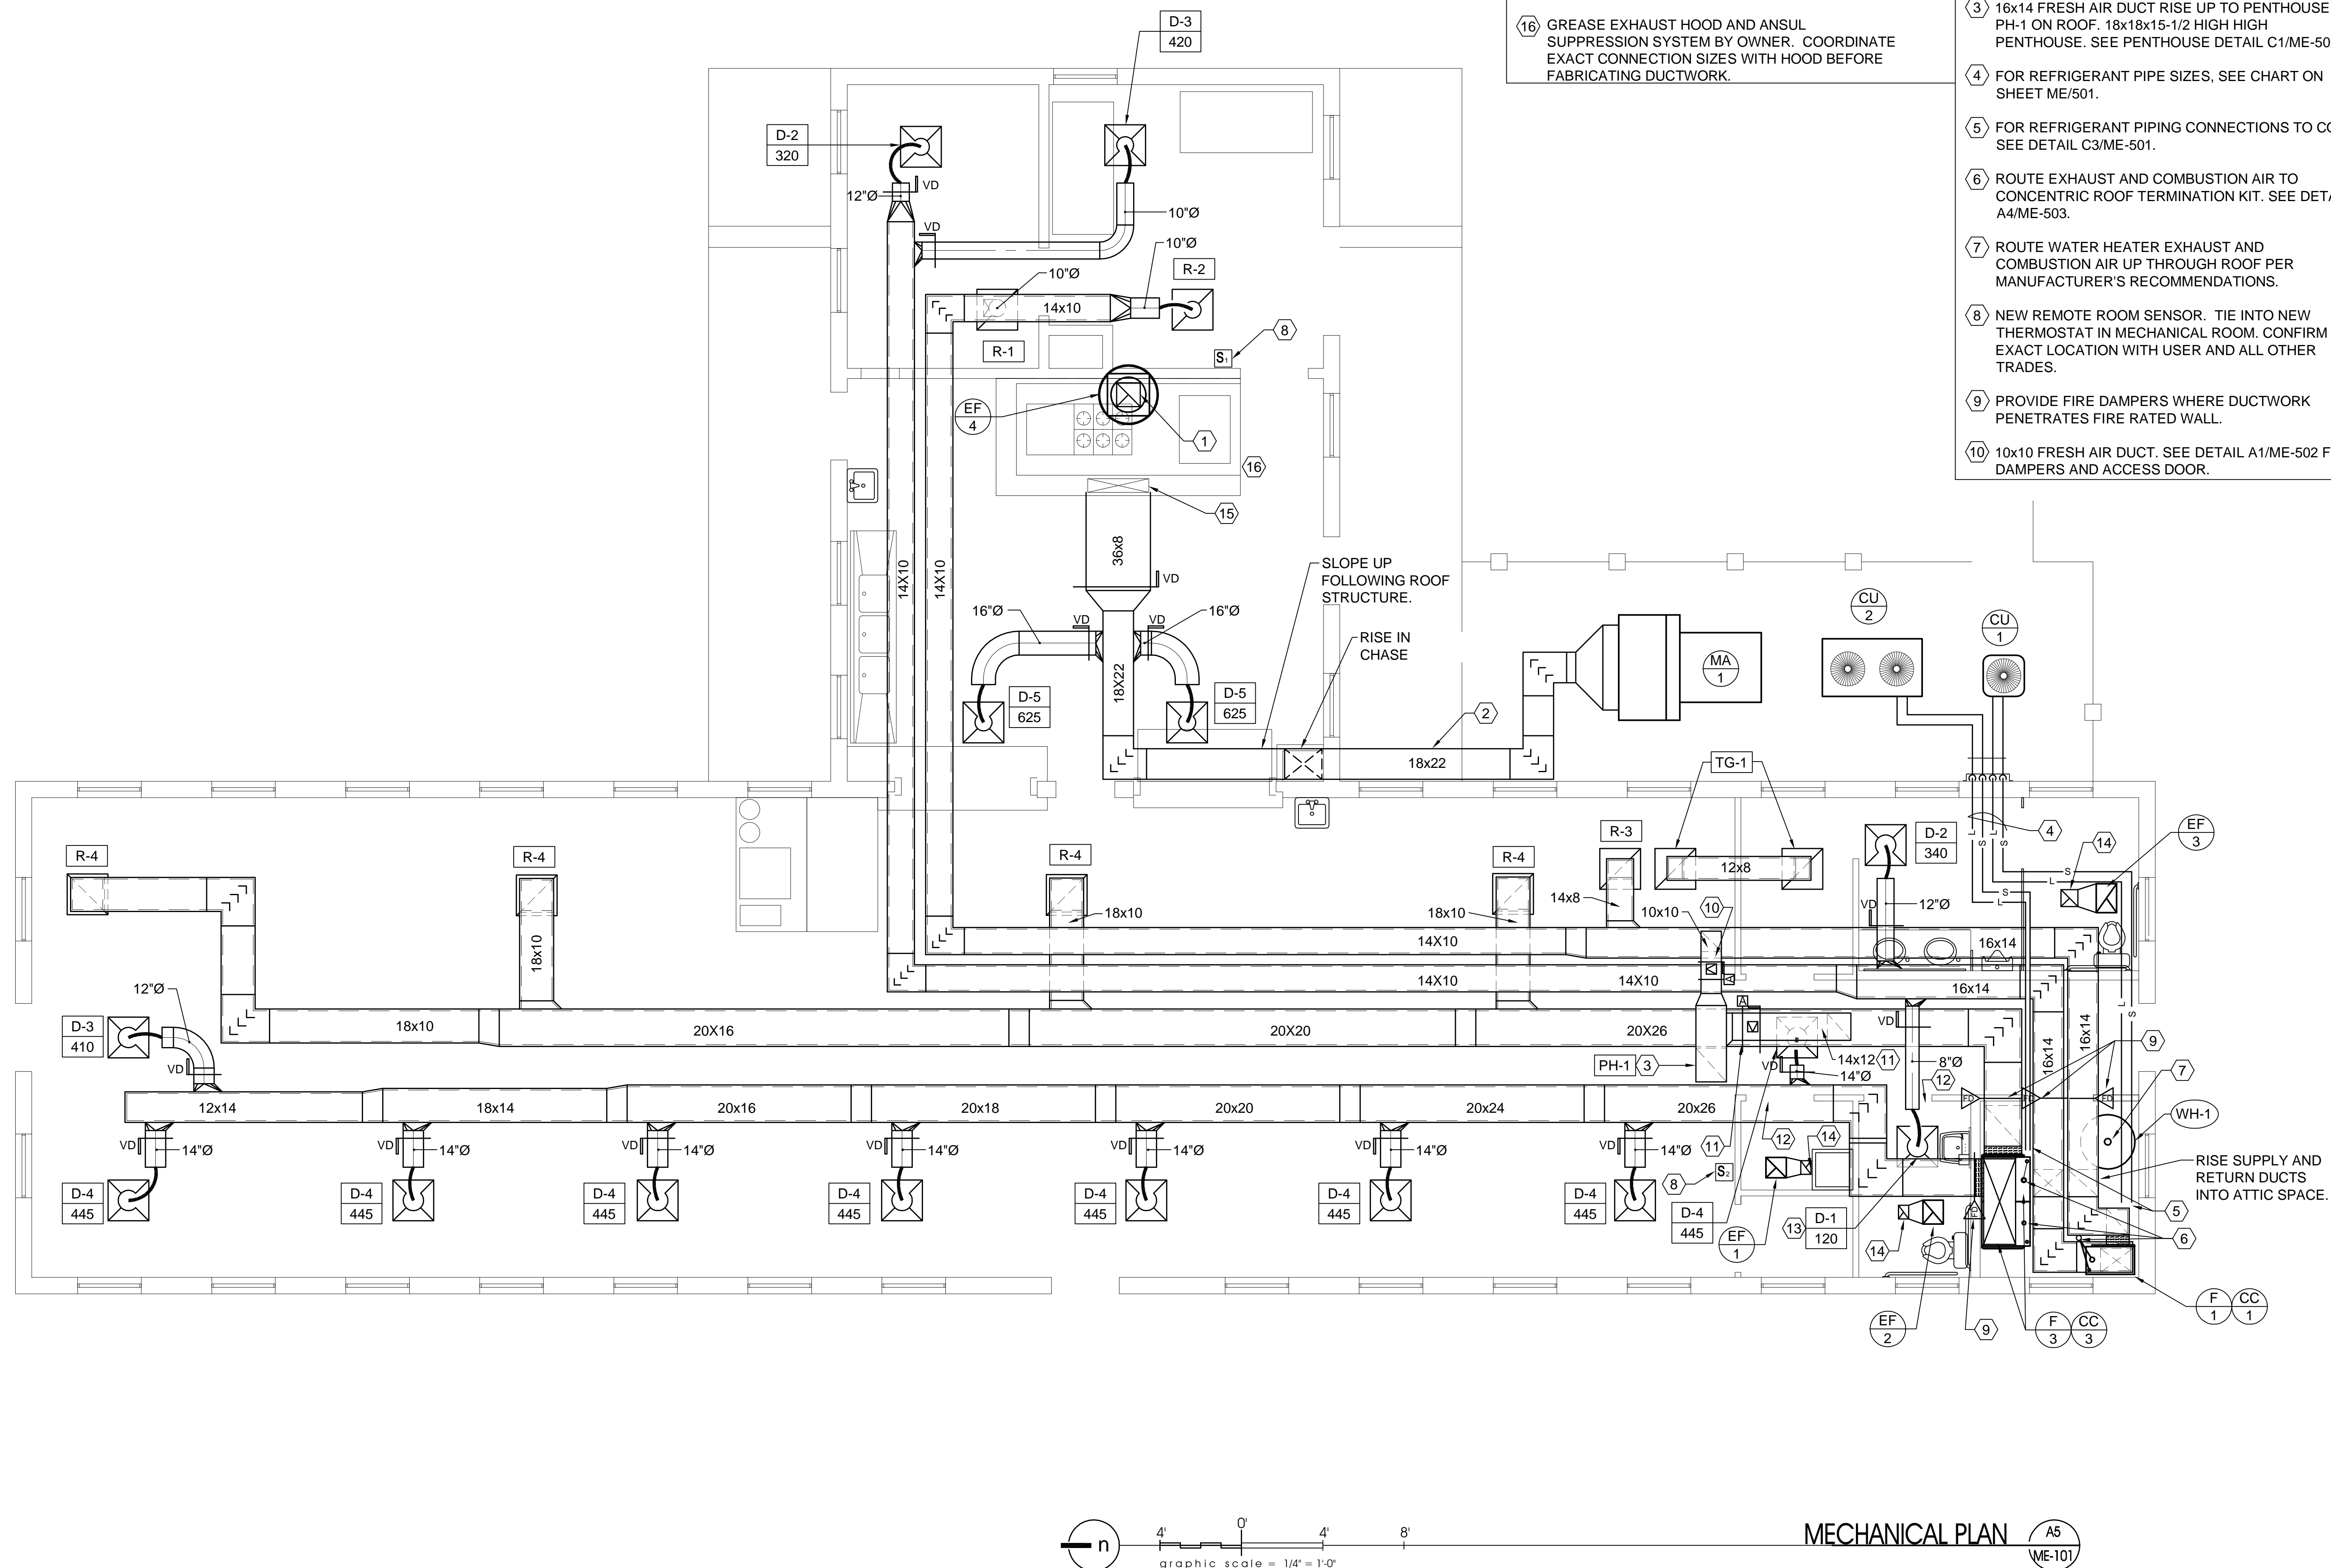 16 GREASE EXHAUST HOOD AND ANSUL
SUPPRESSION SYSTEM BY OWNER. COORDINATE
EXACT CONNECTION SIZES WITH HOOD BEFORE
FABRICATING DUCTWORK.
3 16x14 FRESH AIR DUCT RISE UP TO PENTHOUSE
PH-1 ON ROOF. 18x18x15-1/2 HIGH HIGH
PENTHOUSE. SEE PENTHOUSE DETAIL C1/ME-50
4 FOR REFRIGERANT PIPE SIZES, SEE CHART ON
SHEET ME/501.
5 FOR REFRIGERANT PIPING CONNECTIONS TO
SEE DETAIL C3/ME-501.
6 ROUTE EXHAUST AND COMBUSTION AIR TO
CONCENTRIC ROOF TERMINATION KIT. SEE
A4/ME-503.
7 ROUTE WATER HEATER EXHAUST AND
COMBUSTION AIR UP THROUGH ROOF PER
MANUFACTURER'S RECOMMENDATIONS.
8 NEW REMOTE ROOM SENSOR. TIE INTO NEW
THERMOSTAT IN MECHANICAL ROOM. CONFIRM
EXACT LOCATION WITH USER AND ALL OTHER
TRADES.
9 PROVIDE FIRE DAMPERS WHERE DUCTWORK
PENETRATES FIRE RATED WALL.
10 10x10 FRESH AIR DUCT. SEE DETAIL A1/ME-502
DAMPERS AND ACCESS DOOR.
D-3
420
D-2
320
VD
12"Ø
10"Ø
VD
10"Ø
R-2
10"Ø
14x10
R-1
8
S1
EF
4
1
16
15
36x8
14X10
14X10
VD
SLOPE UP
FOLLOWING ROOF
STRUCTURE.
16"Ø
VD
VD
16"Ø
RISE IN
CHASE
18X22
D-5
625
D-5
625
2
18x22
MA
1
CU
2
CU
1
TG-1
R-4
R-4
R-4
R-4
R-3
12x8
D-2
340
4
14
EF
3
L
S
L
S
S
L
S
L
18x10
18x10
18x10
14x8
10x10
10
VD
12"Ø
14X10
16x14
14X10
14X10
16x14
12"Ø
D-3
410
VD
18x10
20X16
20X20
20X26
A
A
VD
L
S
16x14
16x14
9
PH-1
3
14x12
11
VD
14"Ø
8"Ø
12
FD
FD
FD
7
WH-1
12x14
18x14
20x16
20x18
20x20
20x24
20x26
VD
14"Ø
VD
14"Ø
VD
14"Ø
VD
14"Ø
VD
14"Ø
VD
14"Ø
VD
14"Ø
11
12
14
8
S2
RISE SUPPLY AND
RETURN DUCTS
INTO ATTIC SPACE.
D-4
445
D-4
445
D-4
445
D-4
445
D-4
445
D-4
445
D-4
445
D-4
445
EF
1
13
D-1
120
14
FD
5
6
EF
2
9
F
3
CC
3
F
1
CC
1
n
4'
0'
4'
8'
graphic scale = 1/4" = 1'-0"
MECHANICAL PLAN
A5
ME-101